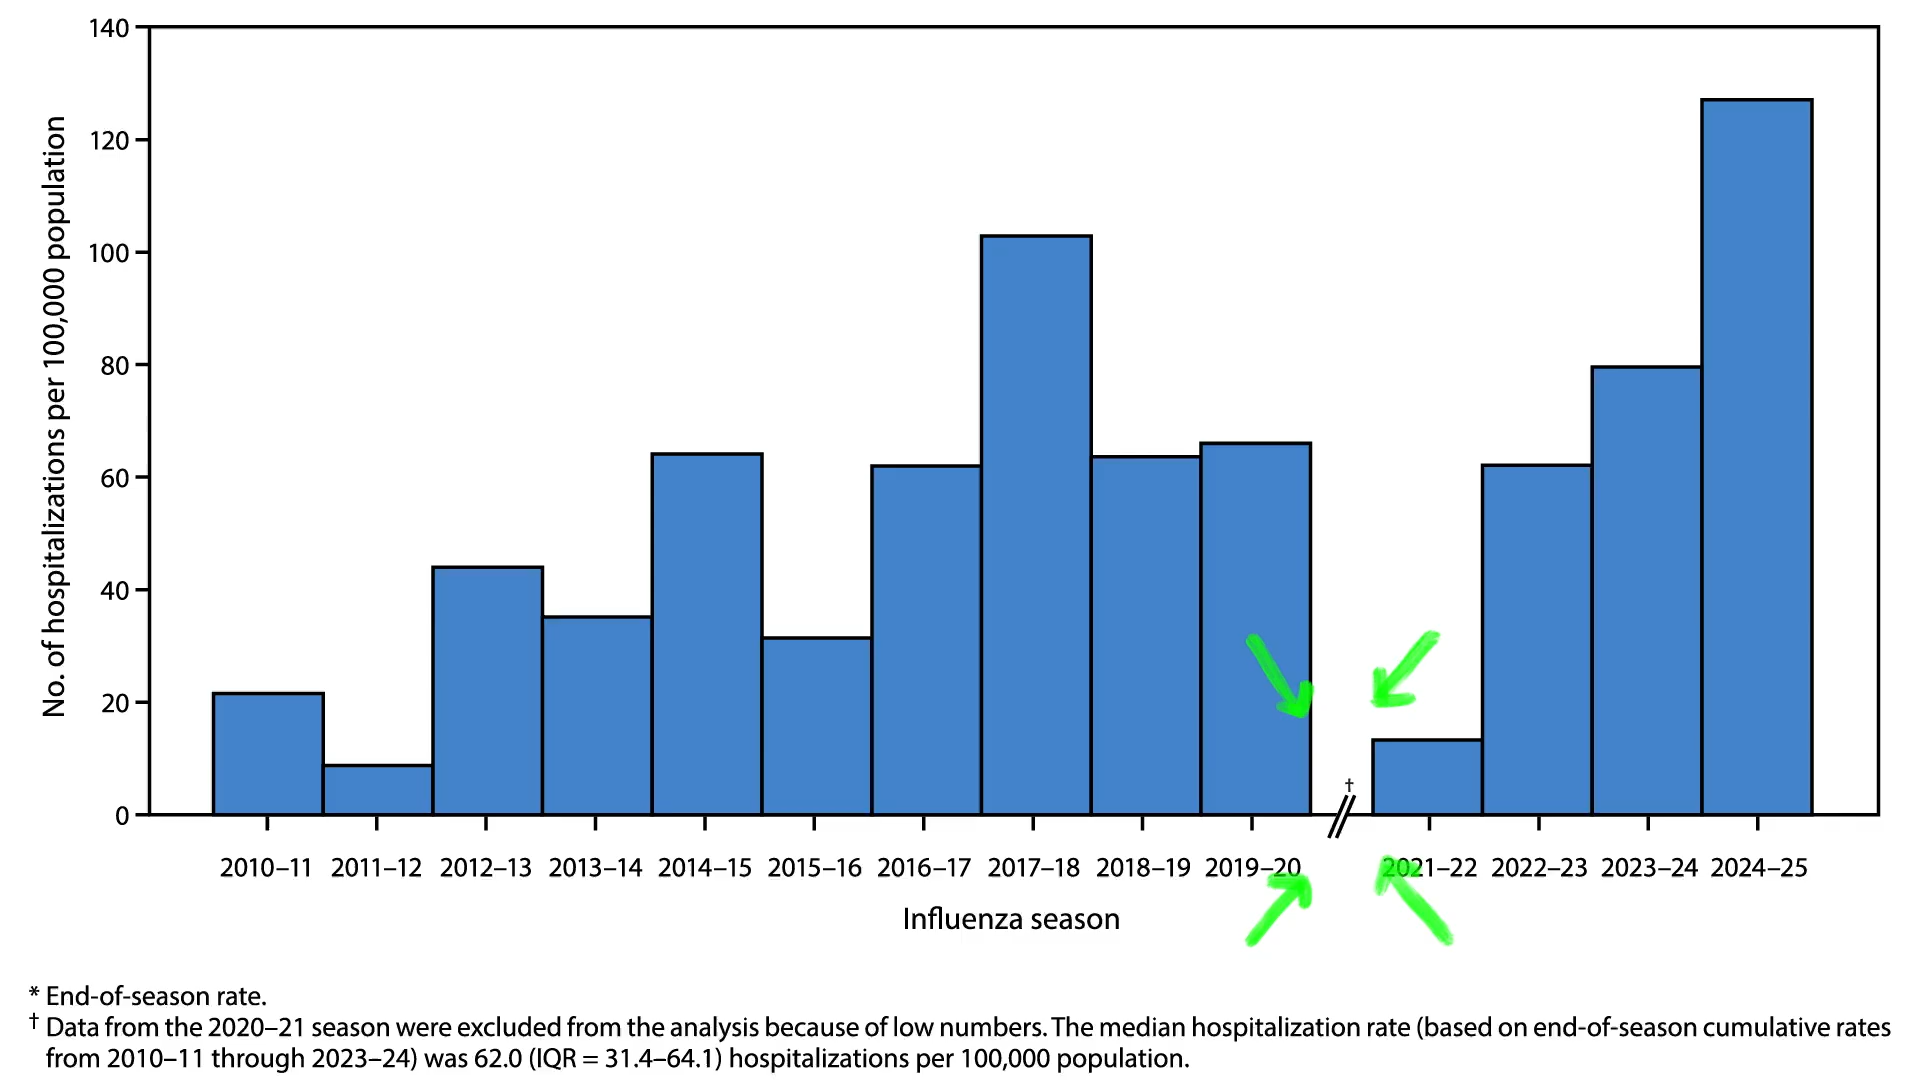 No. of hospitalizations per 100,000 population
140
120
100
80
60
40
20
0
†
2010–11 2011–12 2012–13 2013–14 2014–15 2015–16 2016–17 2017–18 2018–19 2019–20 2021–22 2022–23 2023–24 2024–25
Influenza season
* End-of-season rate.
† Data from the 2020–21 season were excluded from the analysis because of low numbers. The median hospitalization rate (based on end-of-season cumulative rates
from 2010–11 through 2023–24) was 62.0 (IQR = 31.4–64.1) hospitalizations per 100,000 population.